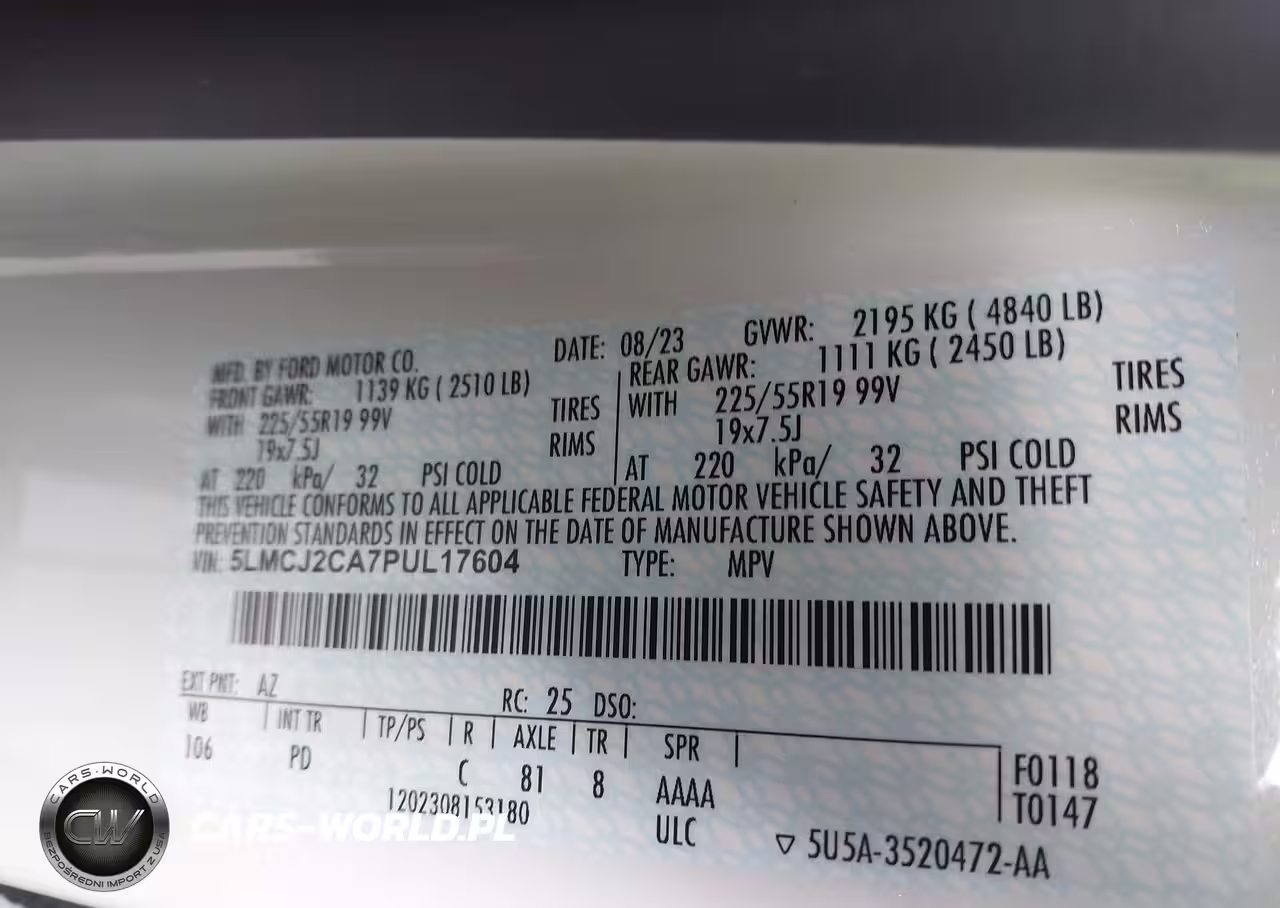 MFD. BY FORD MOTOR CO. DATE: 08/23 GVWR: 2195 KG ( 4840 LB)
FRONT GAWR: 1139 KG ( 2510 LB) REAR GAWR: 1111 KG ( 2450 LB)
WITH 225/55R19 99V TIRES WITH 225/55R19 99V TIRES
19x7.5J RIMS 19x7.5J RIMS
AT 220 kPa/ 32 PSI COLD AT 220 kPa/ 32 PSI COLD
THIS VEHICLE CONFORMS TO ALL APPLICABLE FEDERAL MOTOR VEHICLE SAFETY AND THEFT
PREVENTION STANDARDS IN EFFECT ON THE DATE OF MANUFACTURE SHOWN ABOVE.
VIN: 5LMCJ2CA7PUL17604 TYPE: MPV
EXT PNT: AZ RC: 25 DSO:
WB | INT TR | TP/PS | R | AXLE | TR | SPR |
106 PD C 81 8 AAAA
F0118
T0147
1202308153180 ULC
▽ 5U5A-3520472-AA
CARS-WORLD
CW
BEZPOŚREDNI IMPORT Z USA
CARS-WORLD.PL